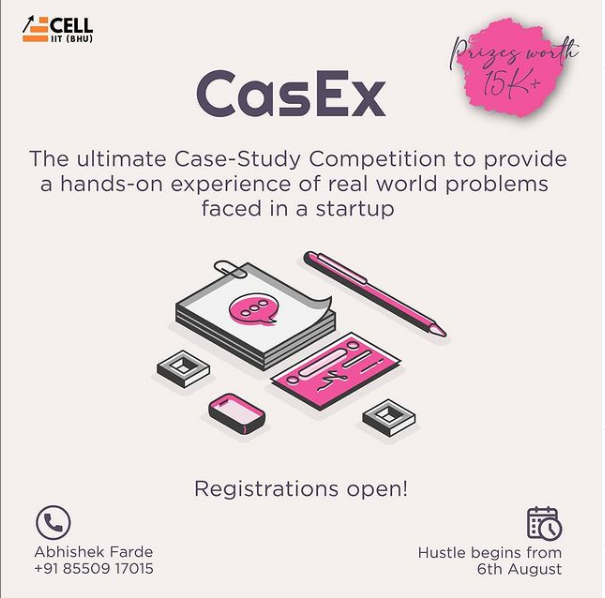 CELL
IIT (BHU)
Prizes worth
15K+
CasEx
The ultimate Case-Study Competition to provide
a hands-on experience of real world problems
faced in a startup
Registrations open!
Abhishek Farde
+91 85509 17015
Hustle begins from
6th August